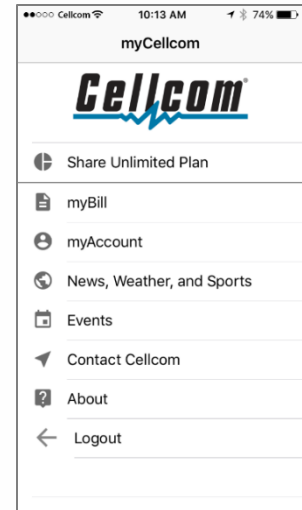 Cellcom 10:13 AM 74%
myCellcom
Cellcom®
Share Unlimited Plan
myBill
myAccount
News, Weather, and Sports
Events
Contact Cellcom
About
Logout